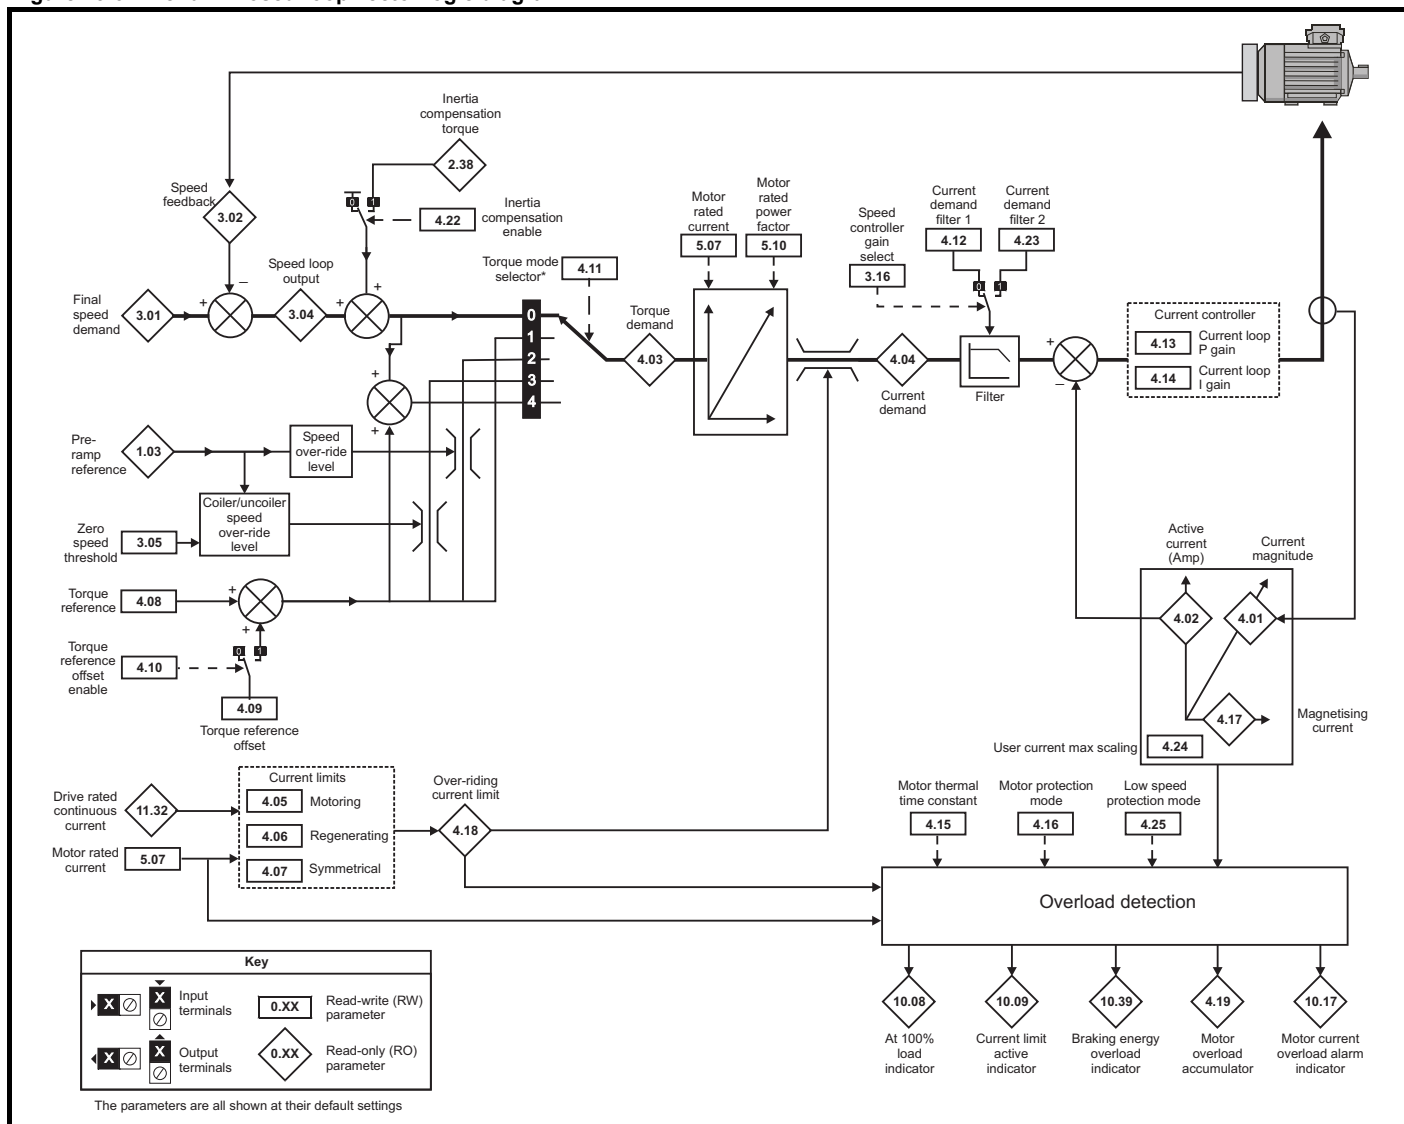 Inertia
compensation
torque
2.38
Speed
feedback
3.02
0 1
4.22
Inertia
compensation
enable
Motor
rated
current
5.07
Motor
rated
power
factor
5.10
Speed
controller
gain
select
3.16
Current
demand
filter 1
4.12
Current
demand
filter 2
4.23
0 1
Final
speed
demand
3.01
+
–
Speed loop
output
3.04
+
+
Torque mode
selector*
4.11
0
1
2
3
4
Torque
demand
4.03
4.04
Current
demand
Filter
+
–
Current controller
4.13
Current loop
P gain
4.14
Current loop
I gain
+
+
Pre-
ramp
reference
1.03
Speed
over-ride
level
Coiler/uncoiler
speed
over-ride
level
Zero
speed
threshold
3.05
Torque
reference
4.08
+
+
Torque
reference
offset
enable
4.10
0 1
4.09
Torque reference
offset
Active
current
(Amp)
Current
magnitude
4.02
4.01
4.17
Magnetising
current
User current max scaling
4.24
Drive rated
continuous
current
11.32
Motor rated
current
5.07
Current limits
4.05
Motoring
4.06
Regenerating
4.07
Symmetrical
Over-riding
current limit
4.18
Motor thermal
time constant
4.15
Motor protection
mode
4.16
Low speed
protection mode
4.25
Overload detection
10.08
At 100%
load
indicator
10.09
Current limit
active
indicator
10.39
Braking energy
overload
indicator
4.19
Motor
overload
accumulator
10.17
Motor current
overload alarm
indicator
Key
X X
Input
terminals
0.XX
Read-write (RW)
parameter
X X
Output
terminals
0.XX
Read-only (RO)
parameter
The parameters are all shown at their default settings